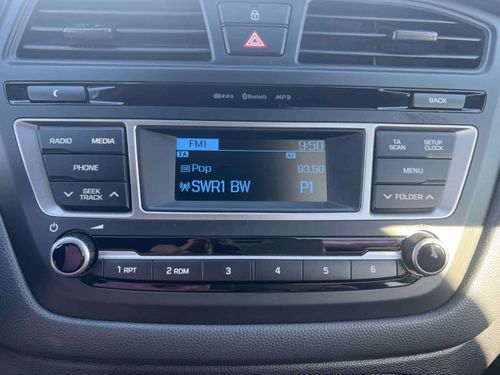 RDS Bluetooth MP3
BACK
RADIO MEDIA
PHONE
SEEK
TRACK
FM1 9:50
TA AF
Pop 93.50
SWR1 BW P1
TA
SCAN
SETUP
CLOCK
MENU
FOLDER
1 RPT 2 RDM 3 4 5 6